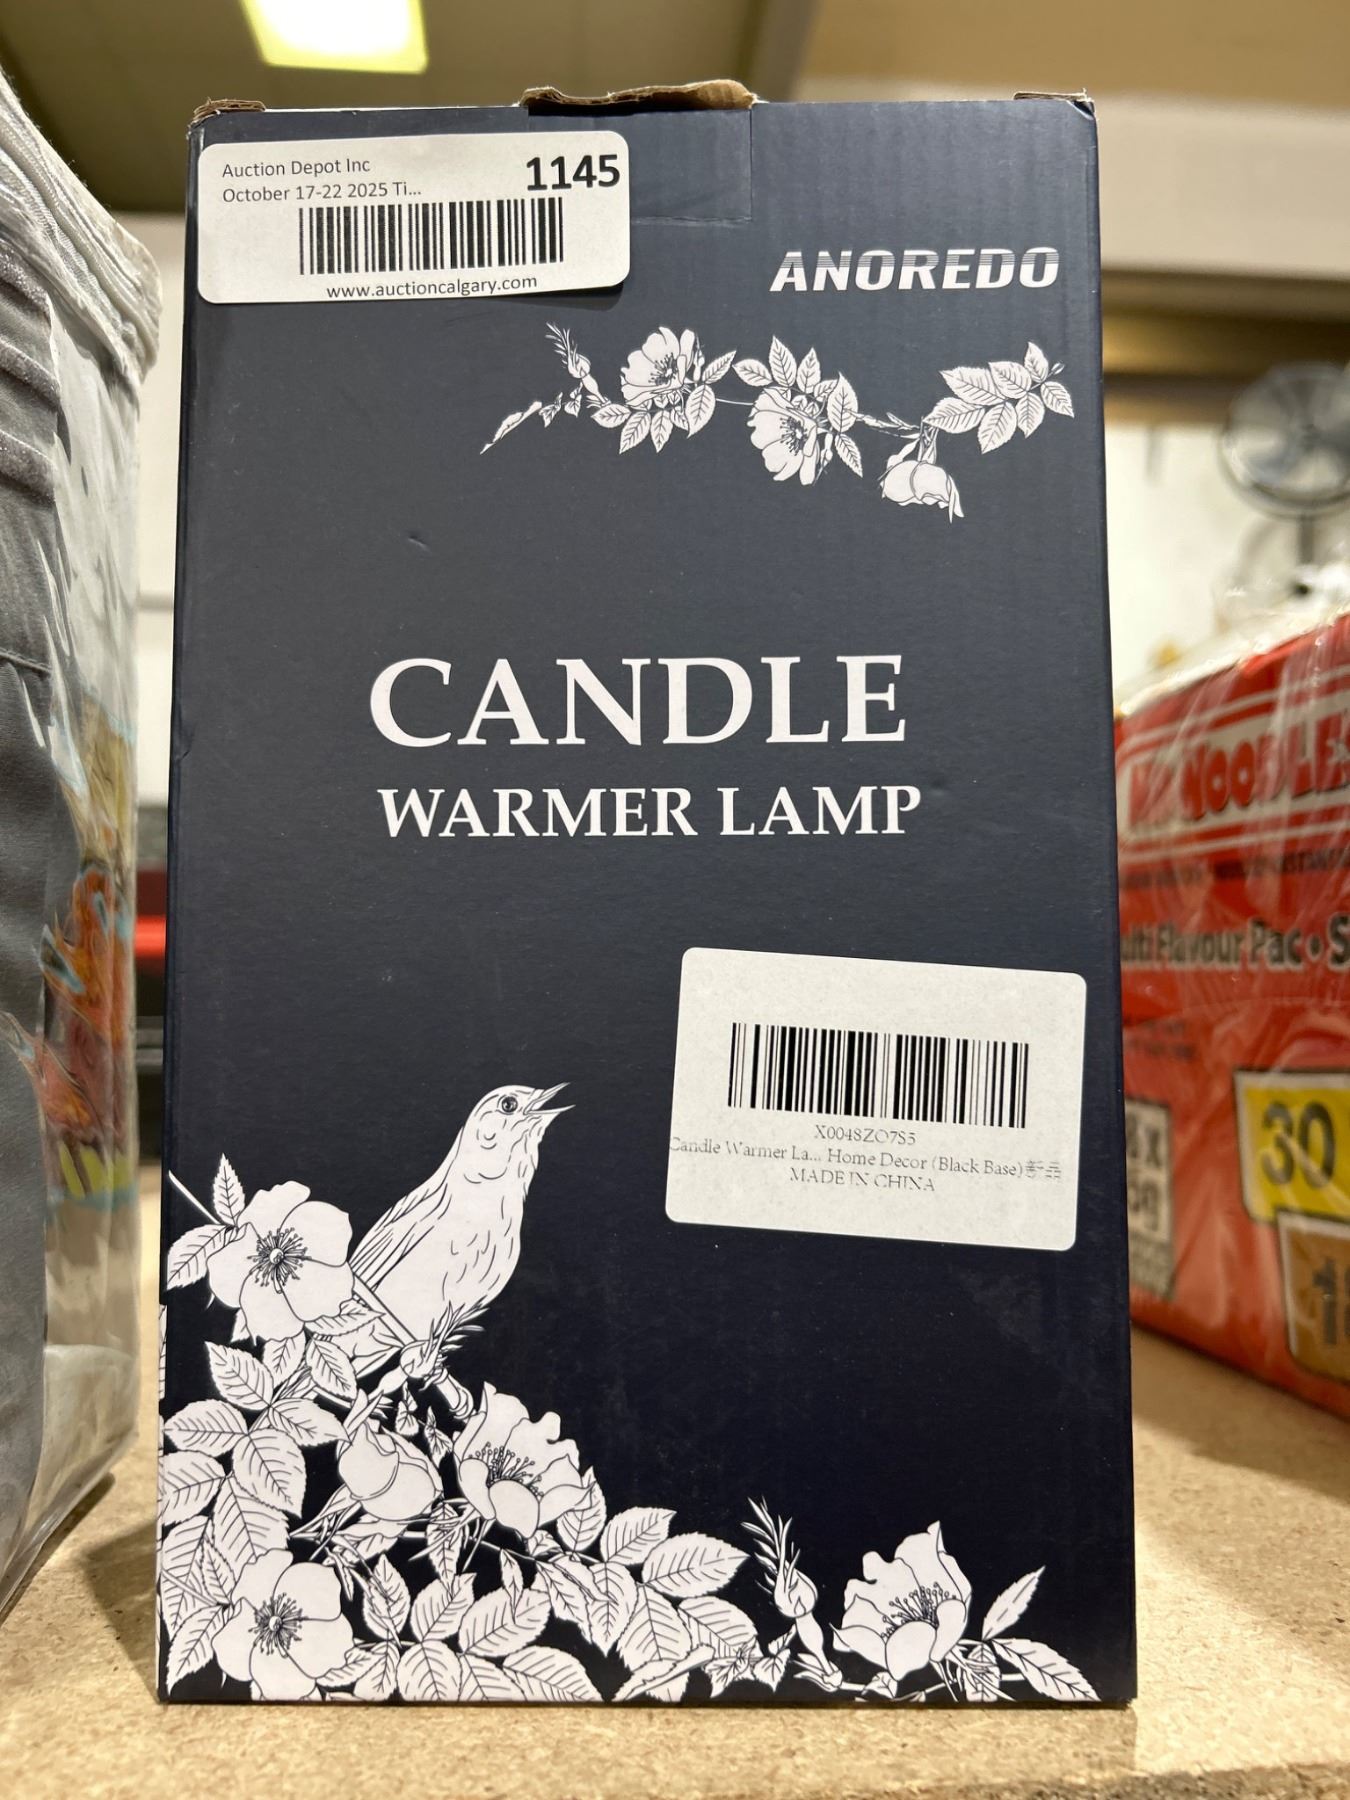 Auction Depot Inc
1145
October 17-22 2025 Ti...
www.auctioncalgary.com
ANOREDO
CANDLE
WARMER LAMP
X0048ZO7S5
Candle Warmer La... Home Decor (Black Base)新品
MADE IN CHINA
NOODLES
Flavour Pac • S
30